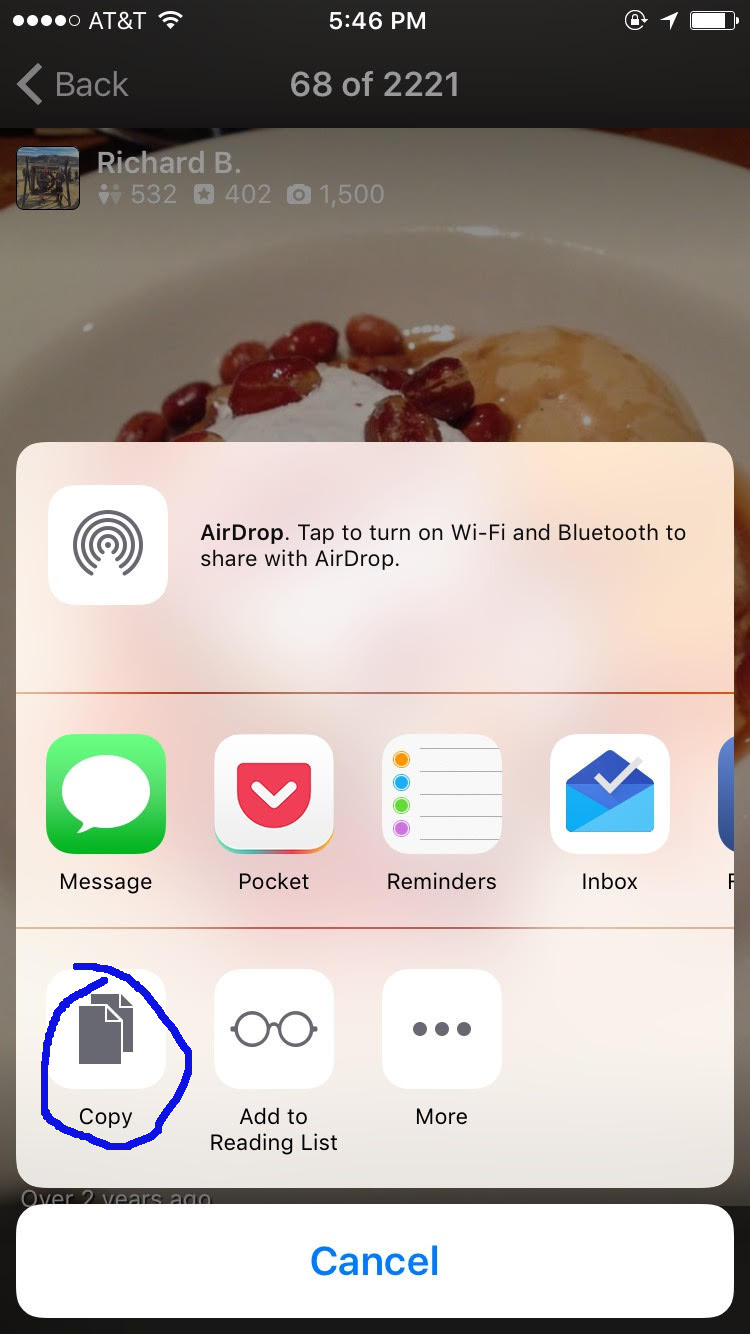 AT&T
5:46 PM
Back
68 of 2221
Richard B.
532 402 1,500
AirDrop. Tap to turn on Wi-Fi and Bluetooth to
share with AirDrop.
Message Pocket Reminders Inbox
Copy Add to More
Reading List
Over 2 years ago
Cancel